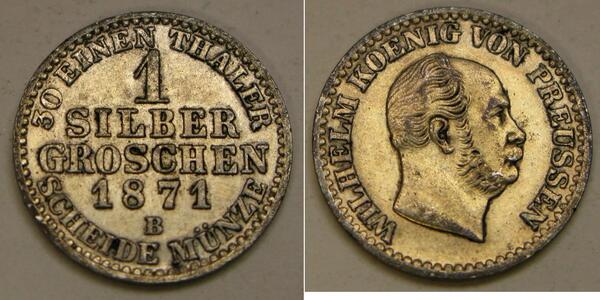 30 EINEN THALER
1
SILBER
GROSCHEN
1871
B
SCHEIDE MÜNZE
WILHELM KOENIG VON PREUSSEN